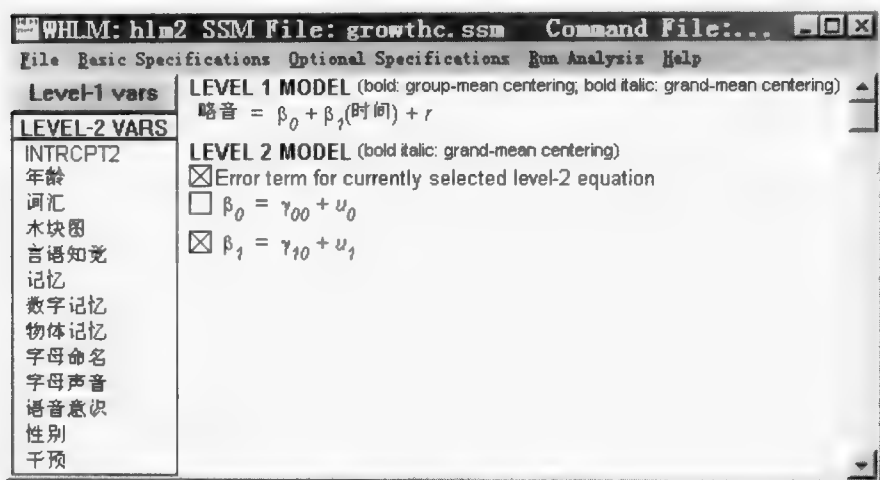 WHLM: hlm2 SSM File: growthc.ssm Command File:...
File Basic Specifications Optional Specifications Run Analysis Help
Level-1 vars
LEVEL-2 VARS
INTRCPT2
年龄
词汇
木块图
言语知觉
记忆
数字记忆
物体记忆
字母命名
字母声音
语音意识
性别
干预
LEVEL 1 MODEL (bold: group-mean centering; bold italic: grand-mean centering)
略音 = β0 + β1(时间) + r
LEVEL 2 MODEL (bold italic: grand-mean centering)
Error term for currently selected level-2 equation
β0 = γ00 + u0
β1 = γ10 + u1